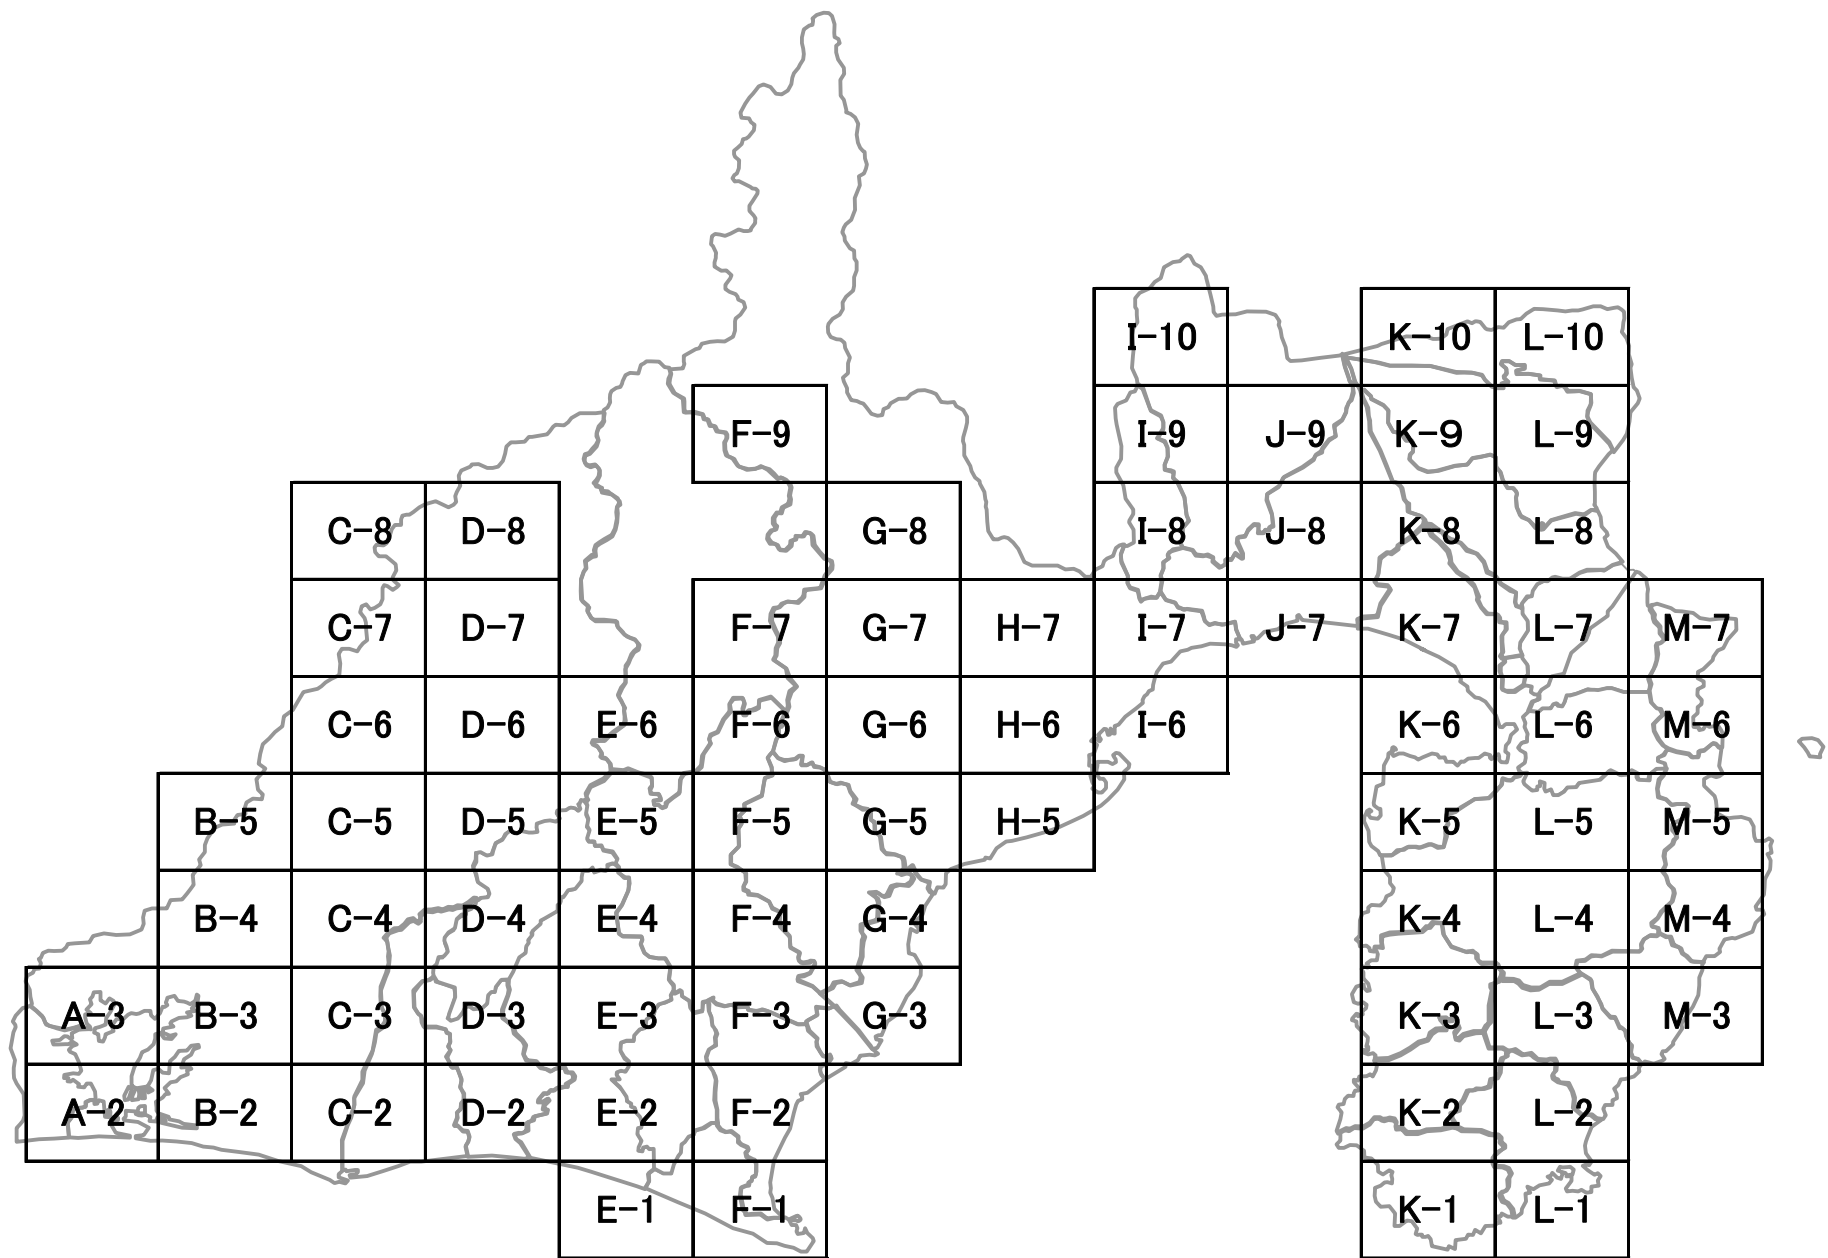 I-10 K-10 L-10
F-9 I-9 J-9 K-9 L-9
C-8 D-8 G-8 I-8 J-8 K-8 L-8
C-7 D-7 F-7 G-7 H-7 I-7 J-7 K-7 L-7 M-7
C-6 D-6 E-6 F-6 G-6 H-6 I-6 K-6 L-6 M-6
B-5 C-5 D-5 E-5 F-5 G-5 H-5 K-5 L-5 M-5
B-4 C-4 D-4 E-4 F-4 G-4 K-4 L-4 M-4
A-3 B-3 C-3 D-3 E-3 F-3 G-3 K-3 L-3 M-3
A-2 B-2 C-2 D-2 E-2 F-2 K-2 L-2
E-1 F-1 K-1 L-1